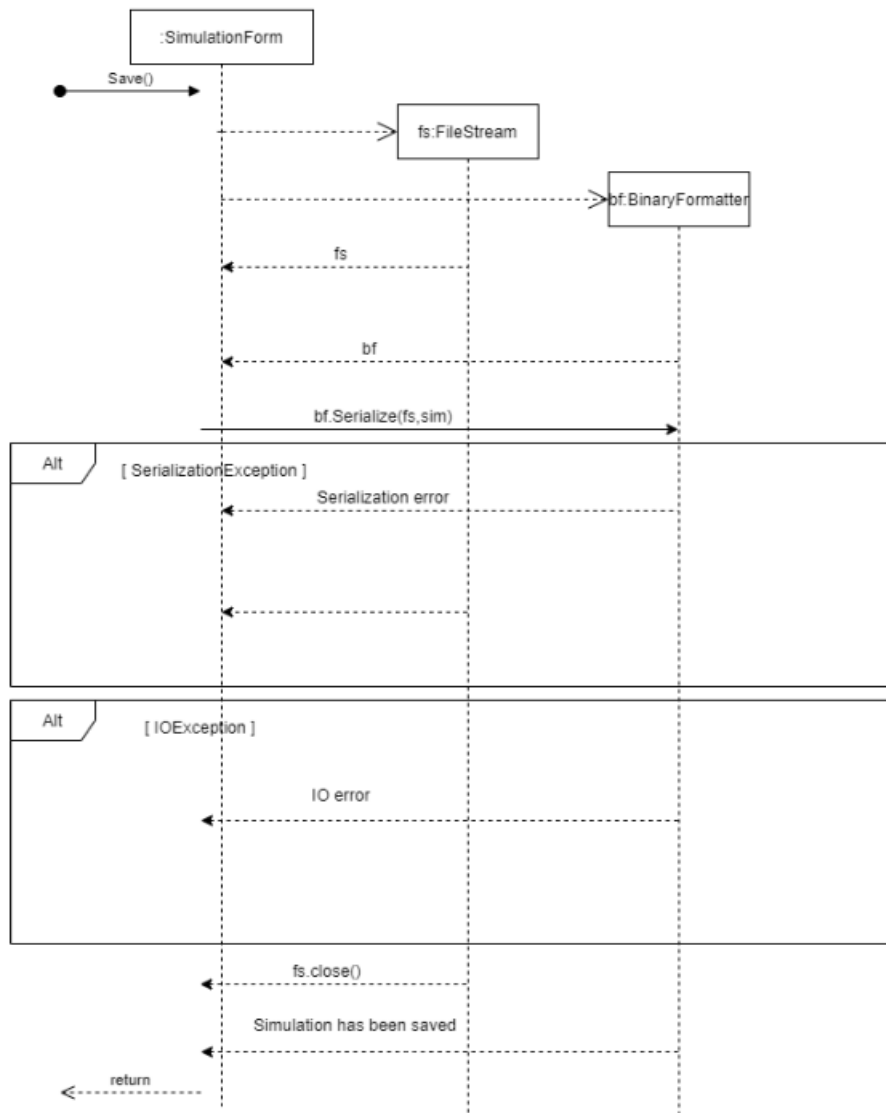 :SimulationForm
Save()
fs:FileStream
bf:BinaryFormatter
fs
bf
bf.Serialize(fs,sim)
Alt
[ SerializationException ]
Serialization error
Alt
[ IOException ]
IO error
fs.close()
Simulation has been saved
return